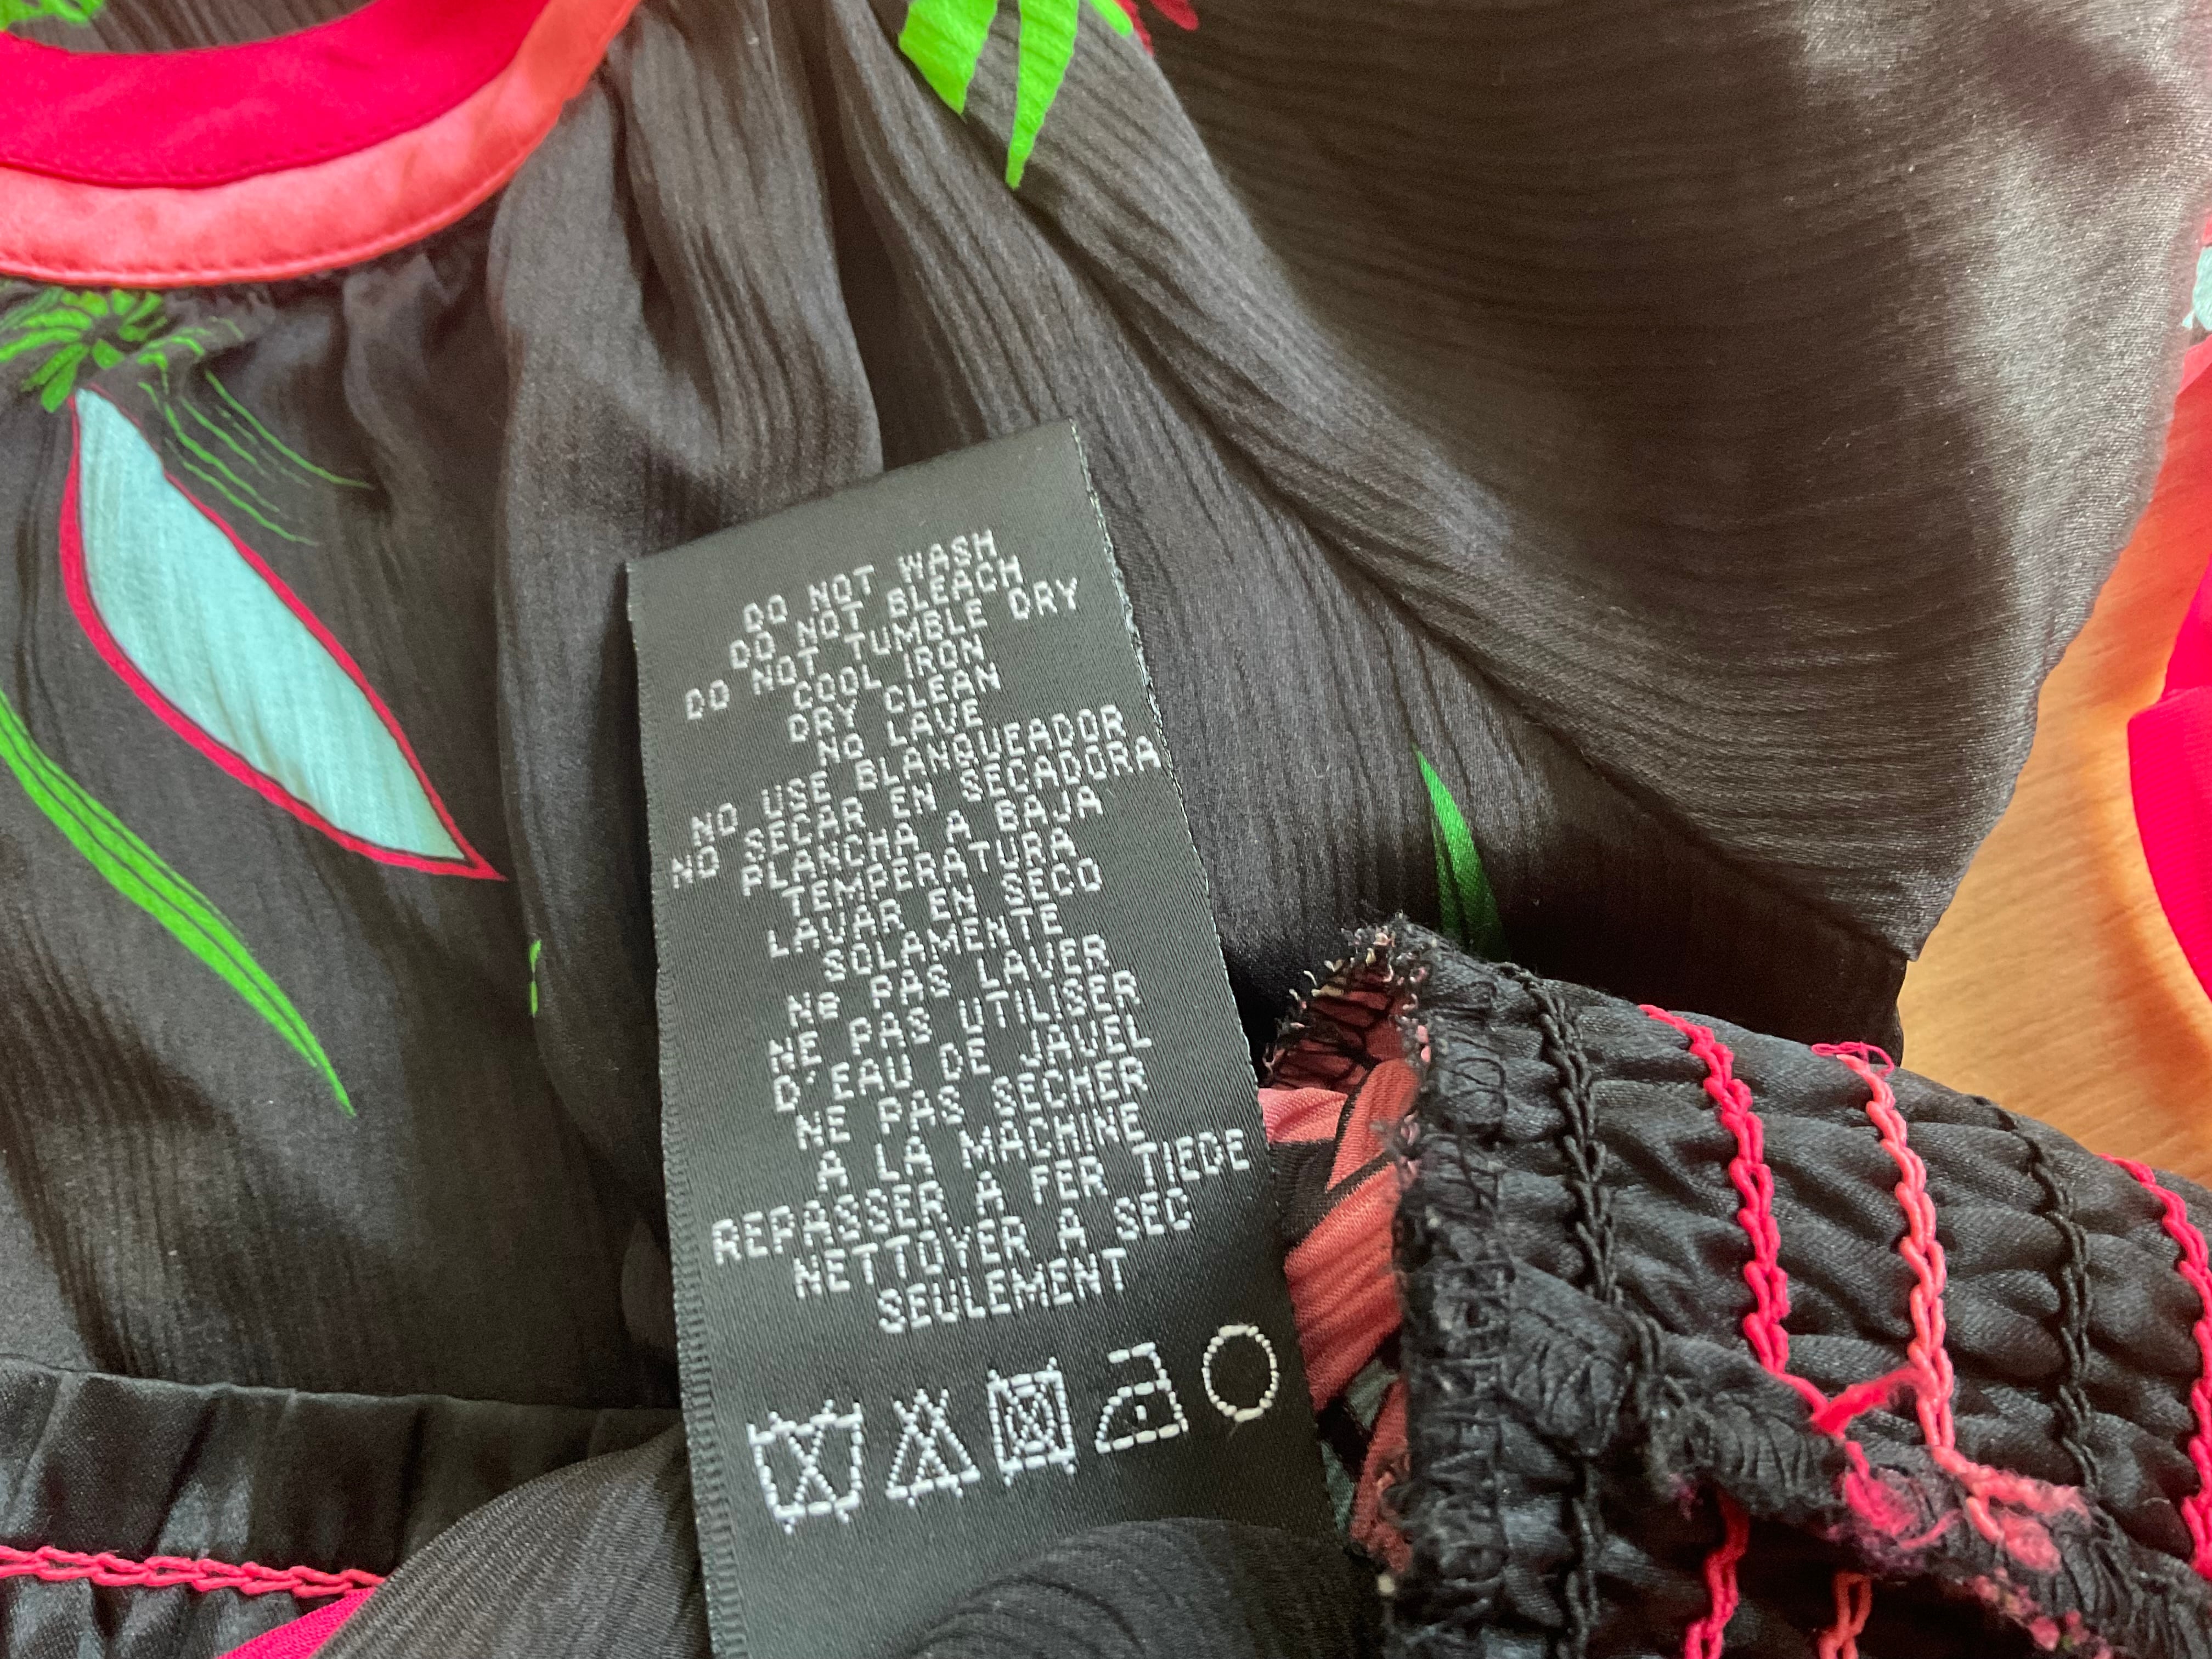 DO NOT WASH
DO NOT BLEACH
DO NOT TUMBLE DRY
COOL IRON
DRY CLEAN
NO LAVE
NO USE BLANQUEADOR
NO SECAR EN SECADORA
PLANCHA A BAJA
TEMPERATURA
LAVAR EN SECO
SOLAMENTE
Ne PAS LAVER
NE PAS UTILISER
D'EAU DE JAVEL
NE PAS SECHER
A LA MACHINE
REPASSER A FER TIEDE
NETTOYER A SEC
SEULEMENT